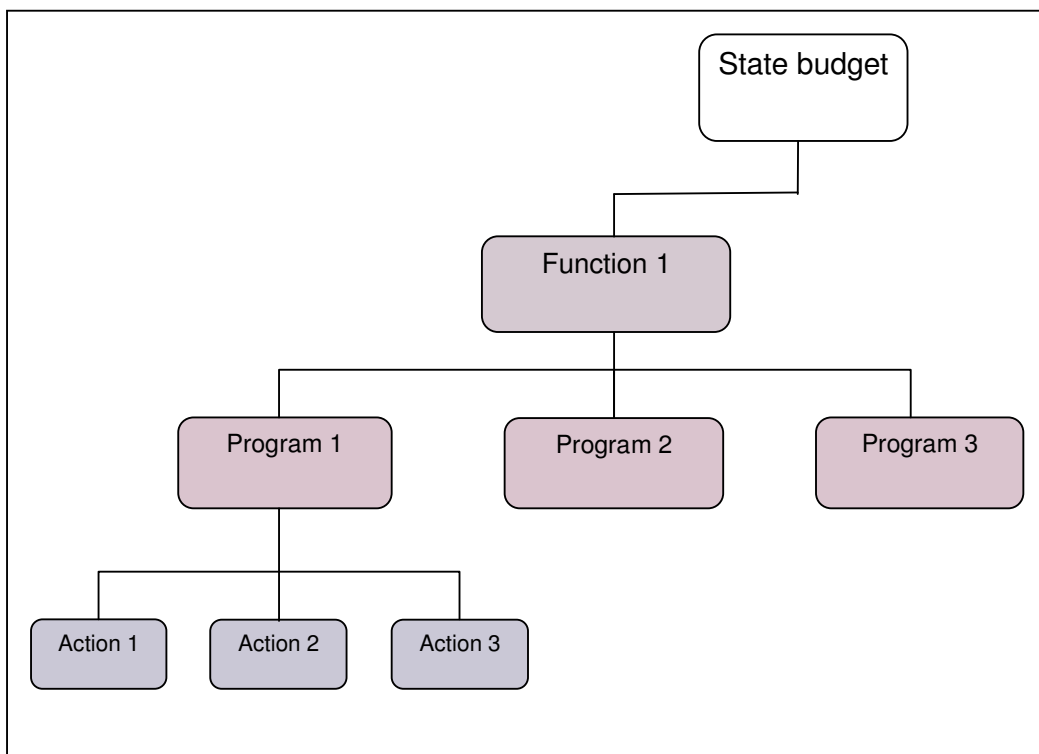 State budget
Function 1
Program 1
Program 2
Program 3
Action 1
Action 2
Action 3